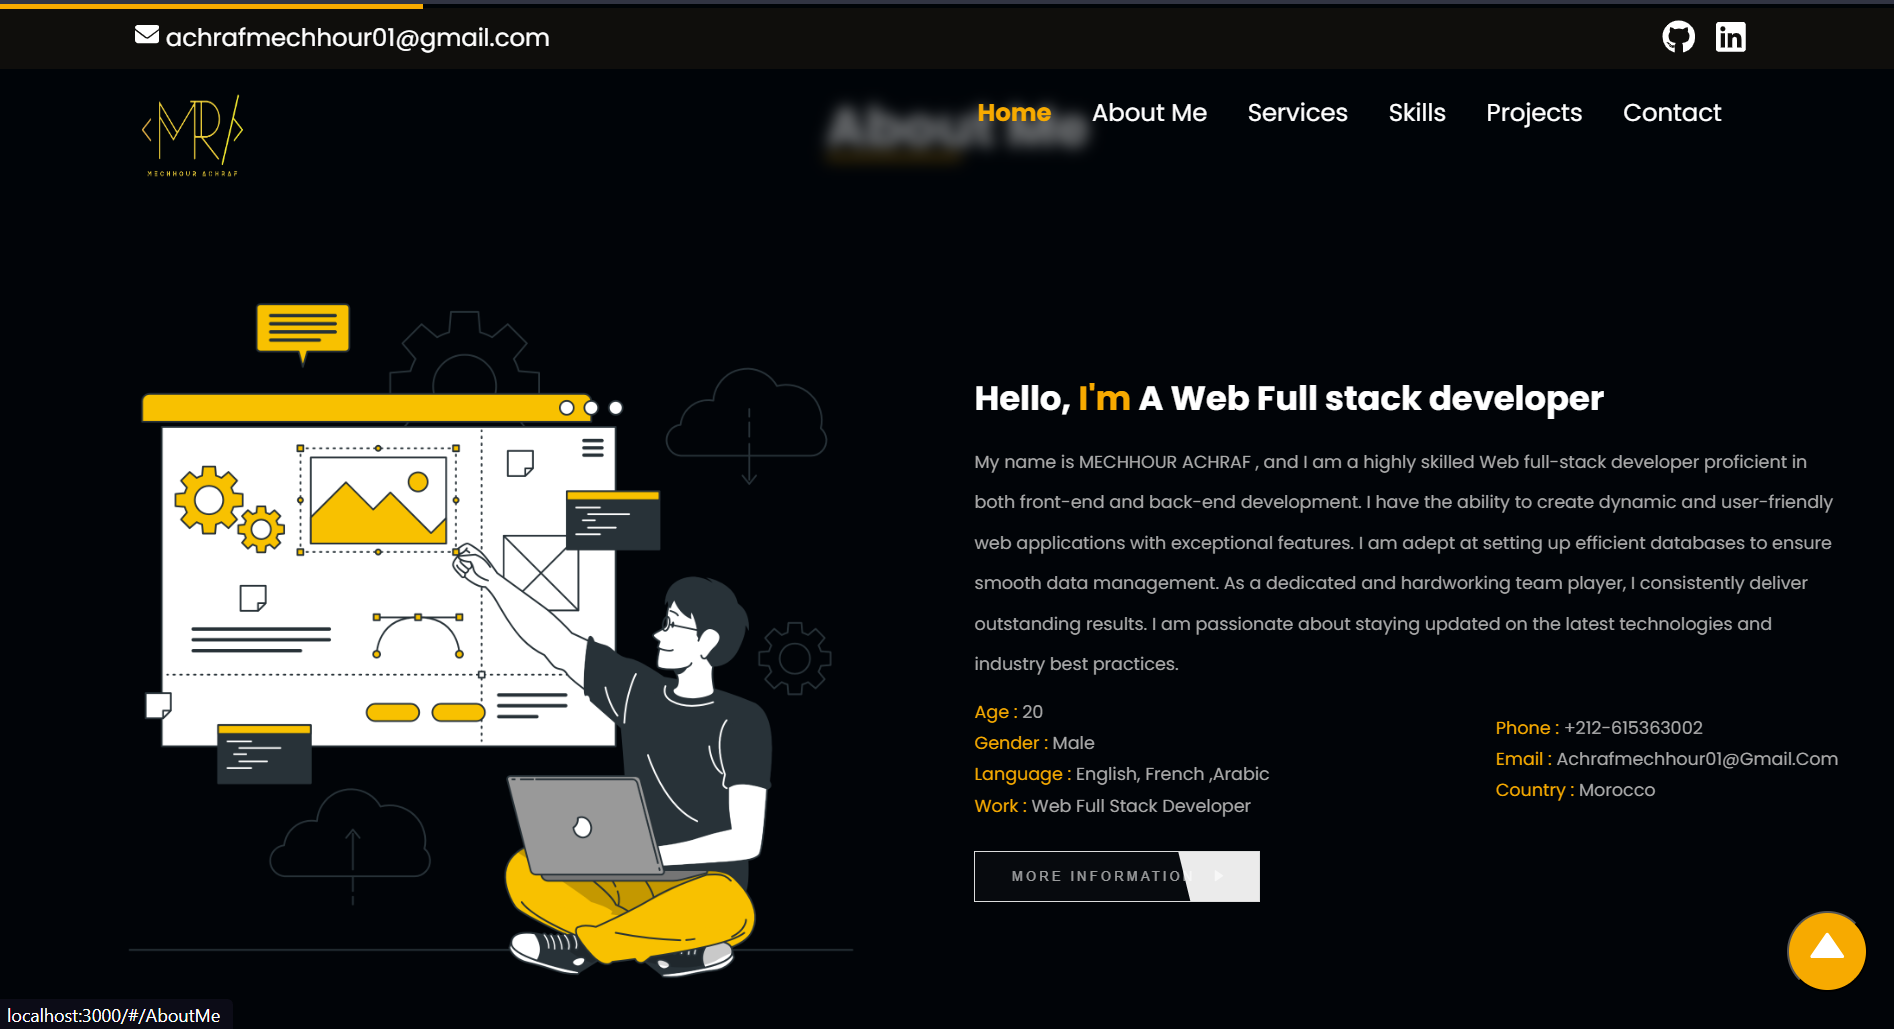 achrafmechhour01@gmail.com
MR
MECHHOUR ACHRAF
About Me
Home About Me Services Skills Projects Contact
Hello, I'm A Web Full stack developer
My name is MECHHOUR ACHRAF , and I am a highly skilled Web full-stack developer proficient in
both front-end and back-end development. I have the ability to create dynamic and user-friendly
web applications with exceptional features. I am adept at setting up efficient databases to ensure
smooth data management. As a dedicated and hardworking team player, I consistently deliver
outstanding results. I am passionate about staying updated on the latest technologies and
industry best practices.
Age : 20
Gender : Male
Language : English, French ,Arabic
Work : Web Full Stack Developer
Phone : +212-615363002
Email : Achrafmechhour01@Gmail.Com
Country : Morocco
MORE INFORMATION
localhost:3000/#/AboutMe